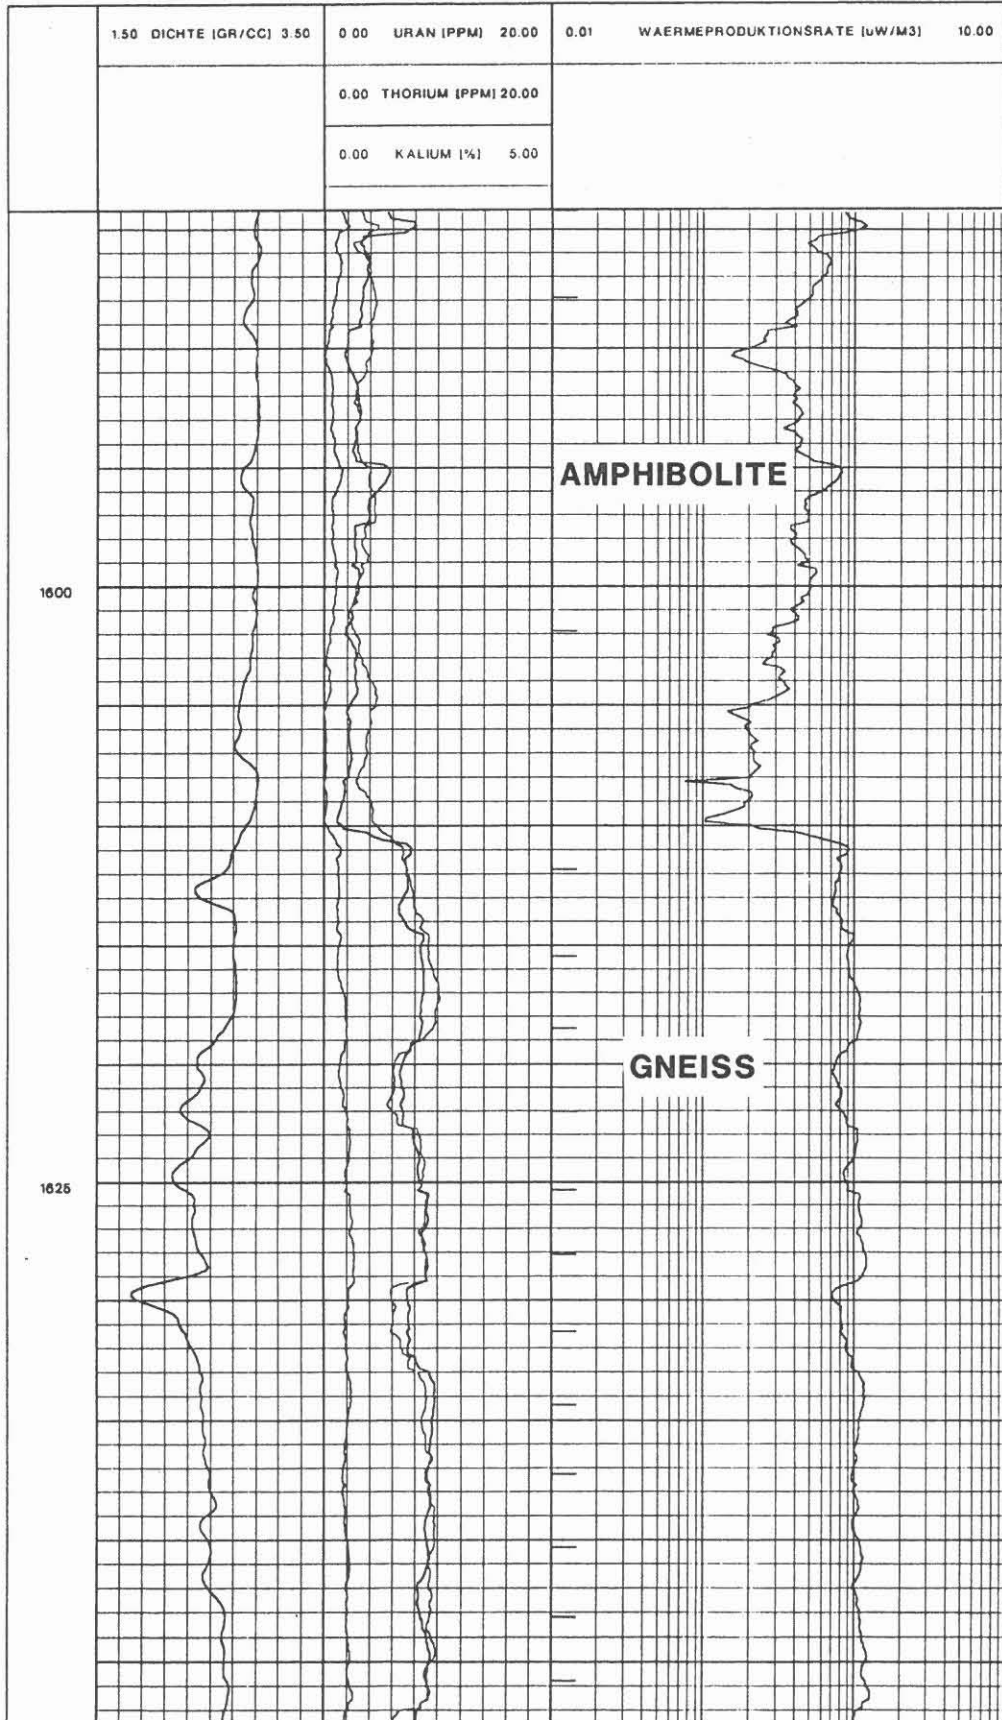 1.50 DICHTE [GR/CC] 3.50
0.00 URAN [PPM] 20.00
0.01 WAERMEPRODUKTIONSRATE [uW/M3] 10.00
0.00 THORIUM [PPM] 20.00
0.00 KALIUM [%] 5.00
AMPHIBOLITE
1600
GNEISS
1625